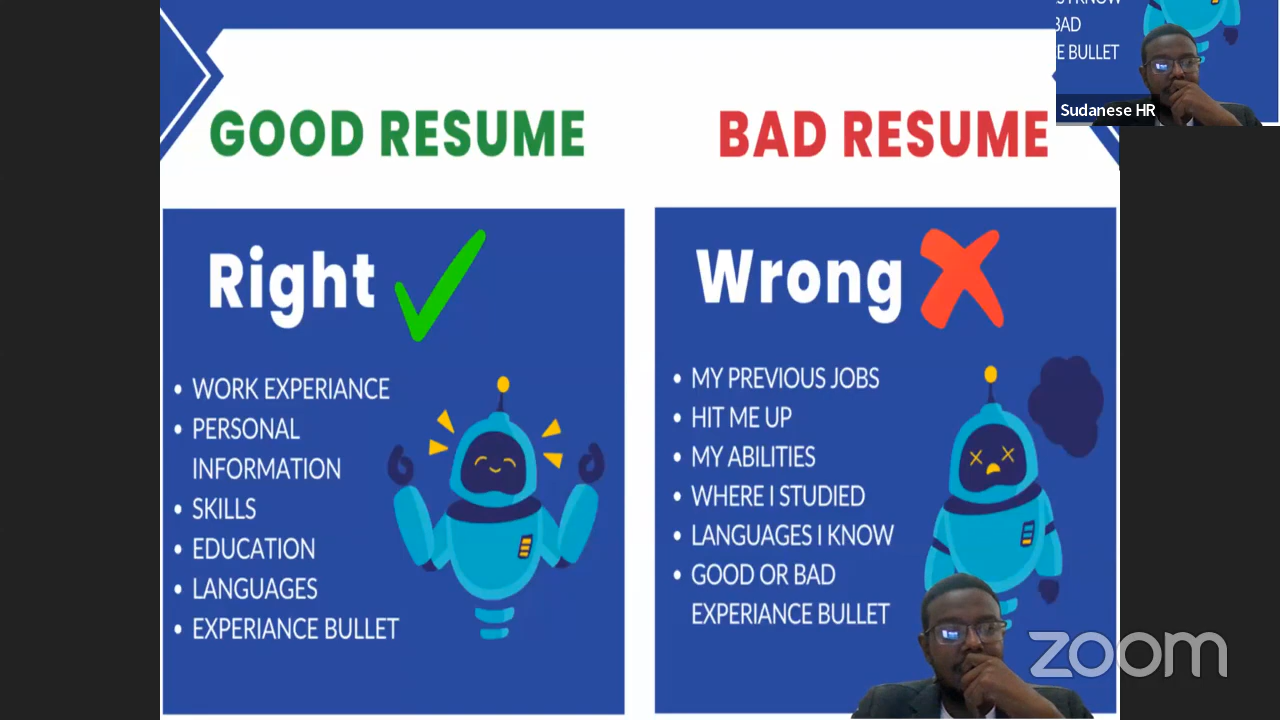 GOOD RESUME
BAD RESUME
Right
• WORK EXPERIANCE
• PERSONAL
INFORMATION
• SKILLS
• EDUCATION
• LANGUAGES
• EXPERIANCE BULLET
Wrong
• MY PREVIOUS JOBS
• HIT ME UP
• MY ABILITIES
• WHERE I STUDIED
• LANGUAGES I KNOW
• GOOD OR BAD
EXPERIANCE BULLET
KNOW
BAD
E BULLET
Sudanese HR
zoom